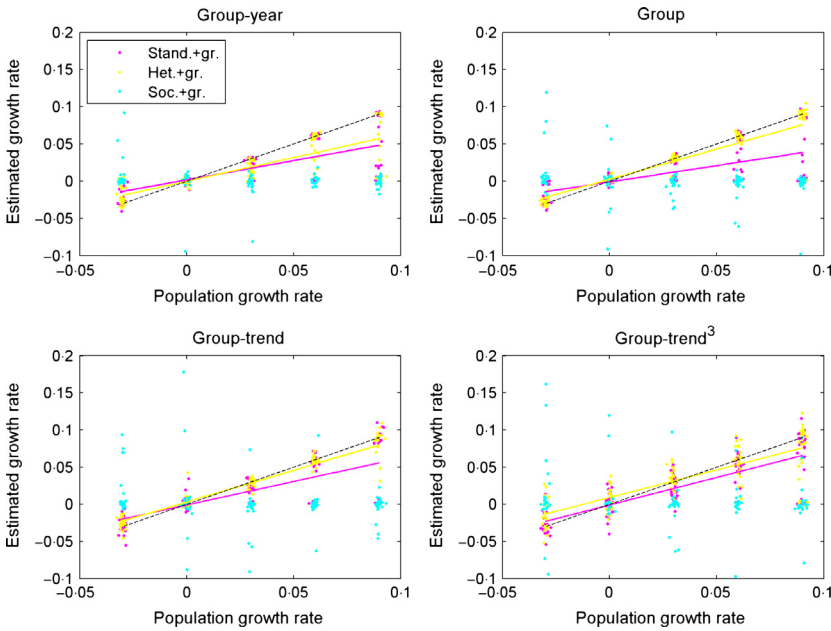 Group-year
0·2
0·15
0·1
0·05
0
–0·05
–0·1
–0·05
0
0·05
0·1
Estimated growth rate
Population growth rate
Stand.+gr.
Het.+gr.
Soc.+gr.
Group
0·2
0·15
0·1
0·05
0
–0·05
–0·1
–0·05
0
0·05
0·1
Estimated growth rate
Population growth rate
Group-trend
0·2
0·15
0·1
0·05
0
–0·05
–0·1
–0·05
0
0·05
0·1
Estimated growth rate
Population growth rate
Group-trend³
0·2
0·15
0·1
0·05
0
–0·05
–0·1
–0·05
0
0·05
0·1
Estimated growth rate
Population growth rate